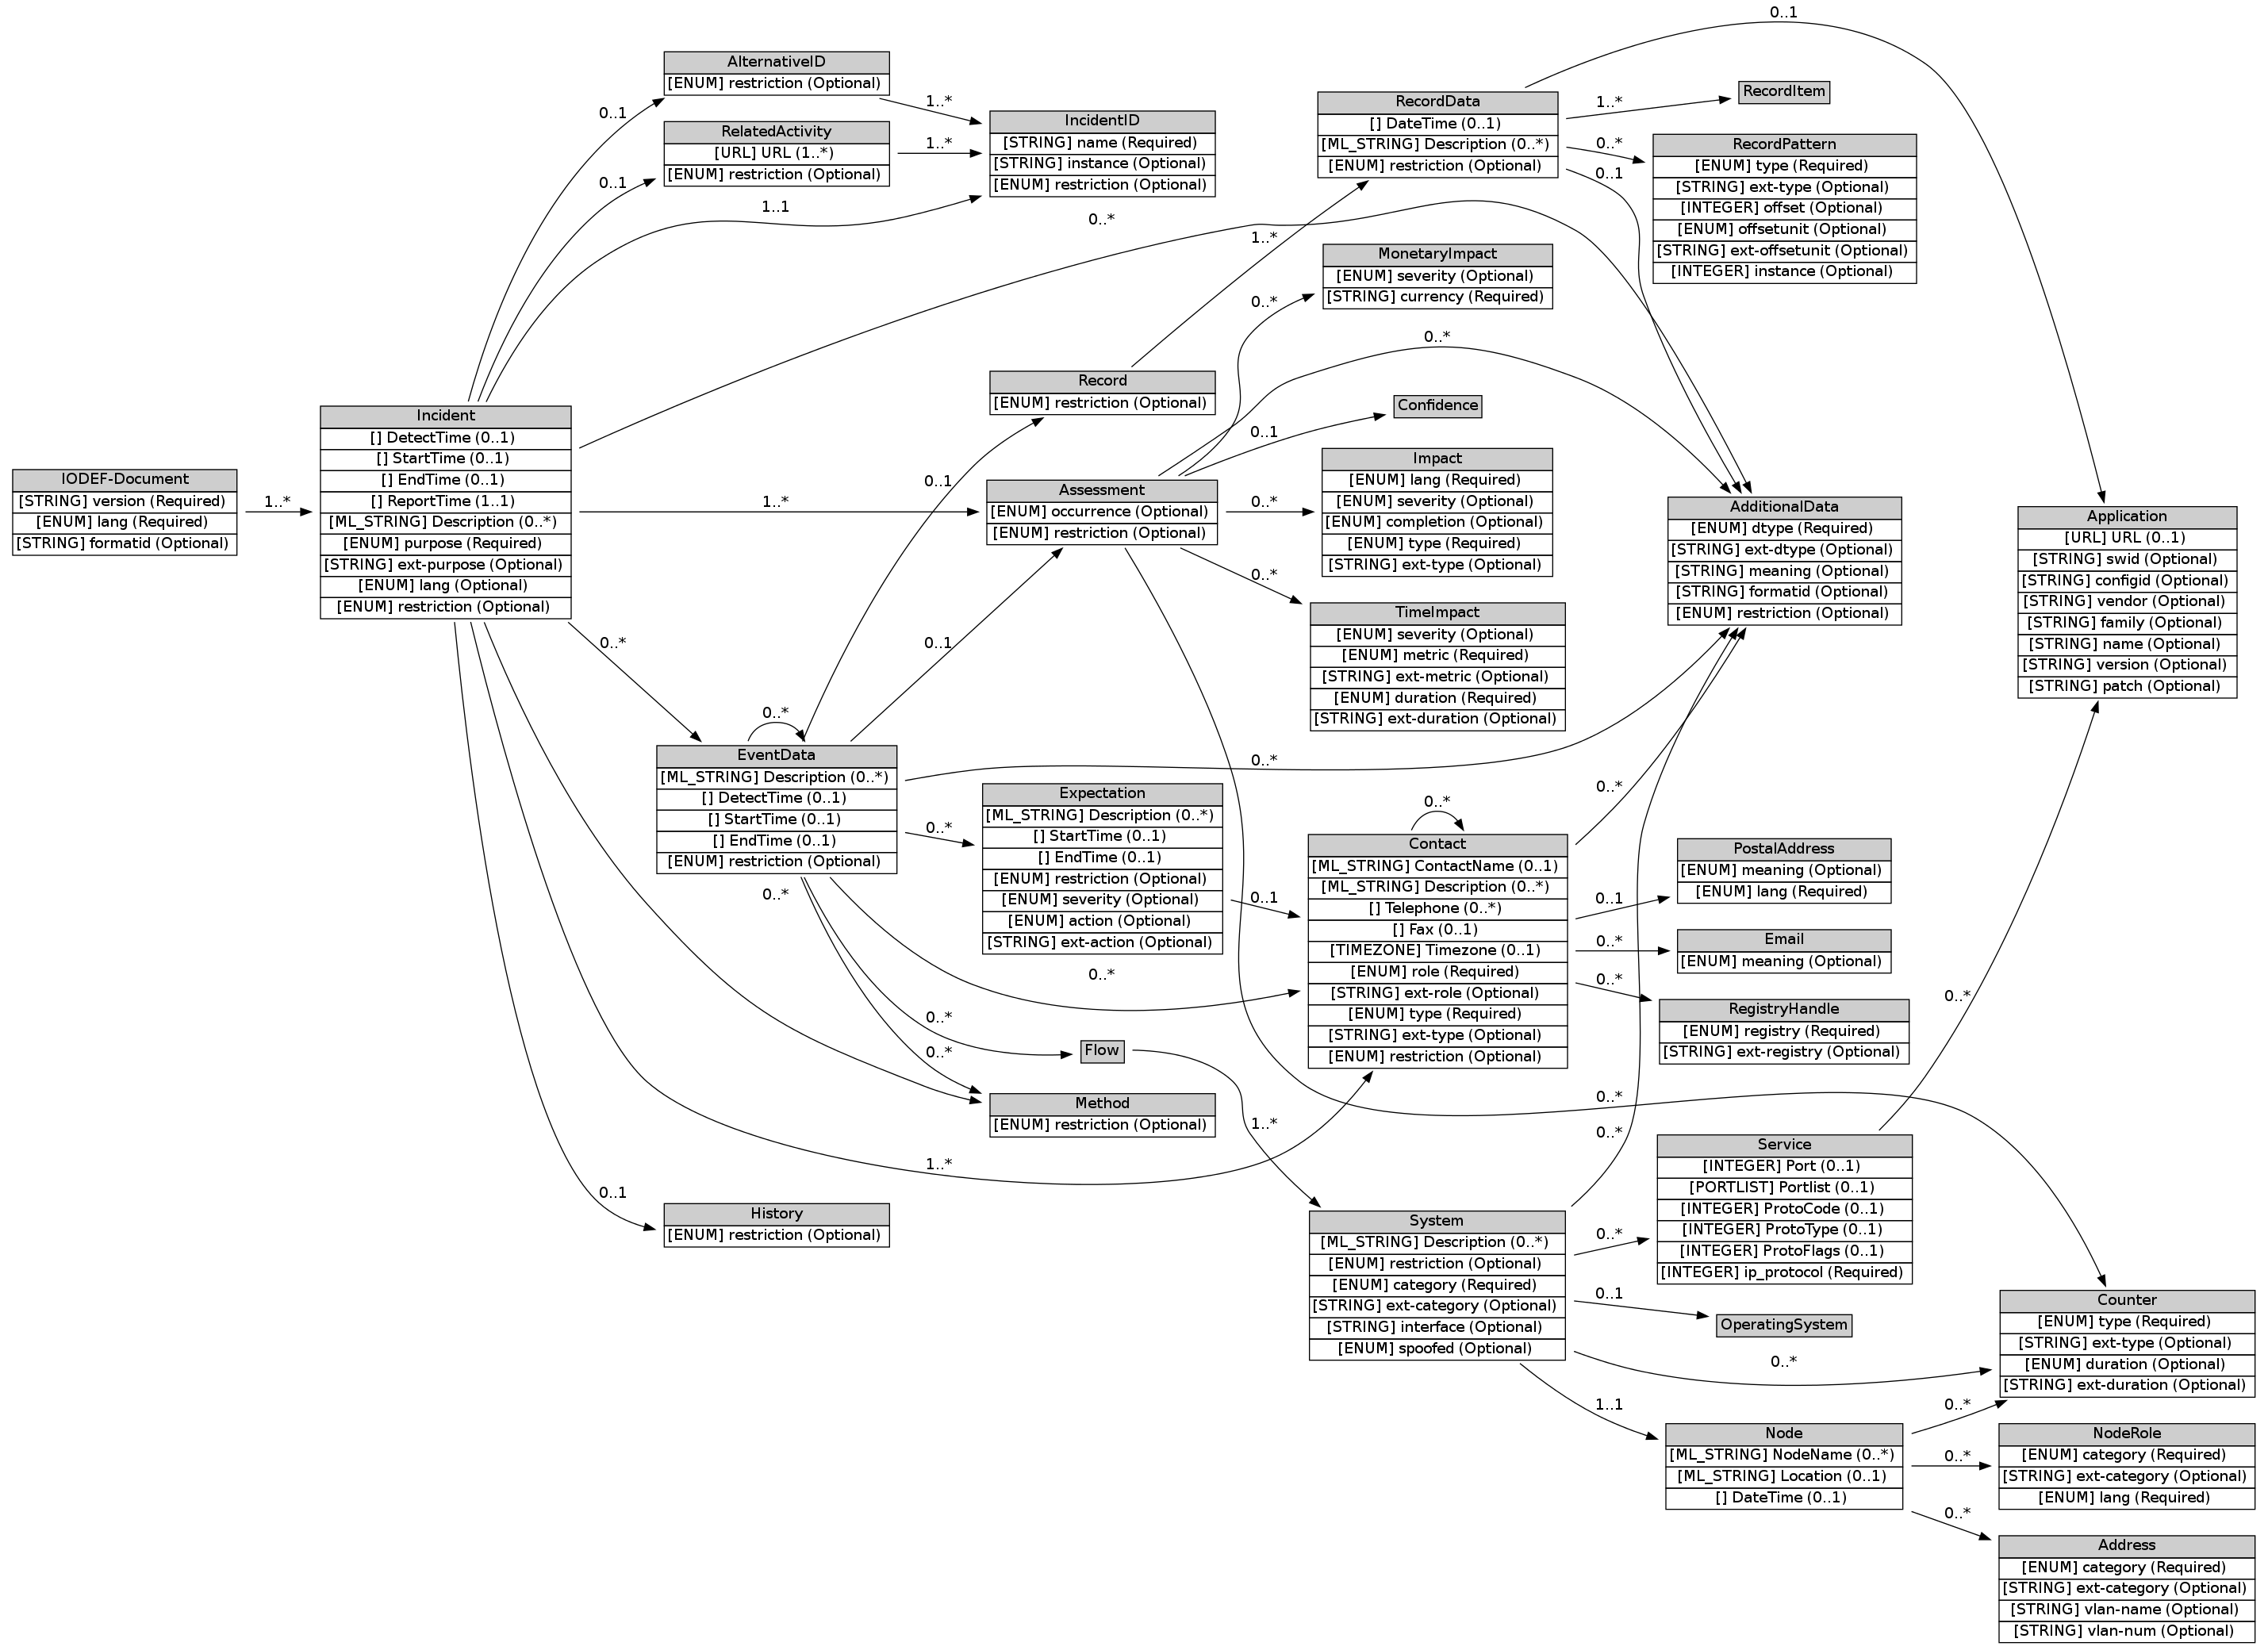 IODEF-Document
[STRING] version (Required)
[ENUM] lang (Required)
[STRING] formatid (Optional)
1..*
Incident
[] DetectTime (0..1)
[] StartTime (0..1)
[] EndTime (0..1)
[] ReportTime (1..1)
[ML_STRING] Description (0..*)
[ENUM] purpose (Required)
[STRING] ext-purpose (Optional)
[ENUM] lang (Optional)
[ENUM] restriction (Optional)
0..1
0..1
1..1
0..*
1..*
0..*
0..*
1..*
0..1
AlternativeID
[ENUM] restriction (Optional)
1..*
RelatedActivity
[URL] URL (1..*)
[ENUM] restriction (Optional)
1..*
IncidentID
[STRING] name (Required)
[STRING] instance (Optional)
[ENUM] restriction (Optional)
EventData
[ML_STRING] Description (0..*)
[] DetectTime (0..1)
[] StartTime (0..1)
[] EndTime (0..1)
[ENUM] restriction (Optional)
0..*
0..1
0..1
0..*
0..*
0..*
0..*
0..*
History
[ENUM] restriction (Optional)
Record
[ENUM] restriction (Optional)
1..*
Assessment
[ENUM] occurrence (Optional)
[ENUM] restriction (Optional)
0..*
0..*
0..1
0..*
0..*
0..*
Expectation
[ML_STRING] Description (0..*)
[] StartTime (0..1)
[] EndTime (0..1)
[ENUM] restriction (Optional)
[ENUM] severity (Optional)
[ENUM] action (Optional)
[STRING] ext-action (Optional)
0..1
Flow
1..*
Method
[ENUM] restriction (Optional)
RecordData
[] DateTime (0..1)
[ML_STRING] Description (0..*)
[ENUM] restriction (Optional)
0..1
1..*
0..*
0..1
MonetaryImpact
[ENUM] severity (Optional)
[STRING] currency (Required)
Confidence
Impact
[ENUM] lang (Required)
[ENUM] severity (Optional)
[ENUM] completion (Optional)
[ENUM] type (Required)
[STRING] ext-type (Optional)
TimeImpact
[ENUM] severity (Optional)
[ENUM] metric (Required)
[STRING] ext-metric (Optional)
[ENUM] duration (Required)
[STRING] ext-duration (Optional)
Contact
[ML_STRING] ContactName (0..1)
[ML_STRING] Description (0..*)
[] Telephone (0..*)
[] Fax (0..1)
[TIMEZONE] Timezone (0..1)
[ENUM] role (Required)
[STRING] ext-role (Optional)
[ENUM] type (Required)
[STRING] ext-type (Optional)
[ENUM] restriction (Optional)
0..*
0..*
0..1
0..*
0..*
System
[ML_STRING] Description (0..*)
[ENUM] restriction (Optional)
[ENUM] category (Required)
[STRING] ext-category (Optional)
[STRING] interface (Optional)
[ENUM] spoofed (Optional)
0..*
0..*
0..1
0..*
1..1
RecordItem
RecordPattern
[ENUM] type (Required)
[STRING] ext-type (Optional)
[INTEGER] offset (Optional)
[ENUM] offsetunit (Optional)
[STRING] ext-offsetunit (Optional)
[INTEGER] instance (Optional)
AdditionalData
[ENUM] dtype (Required)
[STRING] ext-dtype (Optional)
[STRING] meaning (Optional)
[STRING] formatid (Optional)
[ENUM] restriction (Optional)
PostalAddress
[ENUM] meaning (Optional)
[ENUM] lang (Required)
Email
[ENUM] meaning (Optional)
RegistryHandle
[ENUM] registry (Required)
[STRING] ext-registry (Optional)
Service
[INTEGER] Port (0..1)
[PORTLIST] Portlist (0..1)
[INTEGER] ProtoCode (0..1)
[INTEGER] ProtoType (0..1)
[INTEGER] ProtoFlags (0..1)
[INTEGER] ip_protocol (Required)
0..*
OperatingSystem
Node
[ML_STRING] NodeName (0..*)
[ML_STRING] Location (0..1)
[] DateTime (0..1)
0..*
0..*
0..*
Application
[URL] URL (0..1)
[STRING] swid (Optional)
[STRING] configid (Optional)
[STRING] vendor (Optional)
[STRING] family (Optional)
[STRING] name (Optional)
[STRING] version (Optional)
[STRING] patch (Optional)
Counter
[ENUM] type (Required)
[STRING] ext-type (Optional)
[ENUM] duration (Optional)
[STRING] ext-duration (Optional)
NodeRole
[ENUM] category (Required)
[STRING] ext-category (Optional)
[ENUM] lang (Required)
Address
[ENUM] category (Required)
[STRING] ext-category (Optional)
[STRING] vlan-name (Optional)
[STRING] vlan-num (Optional)